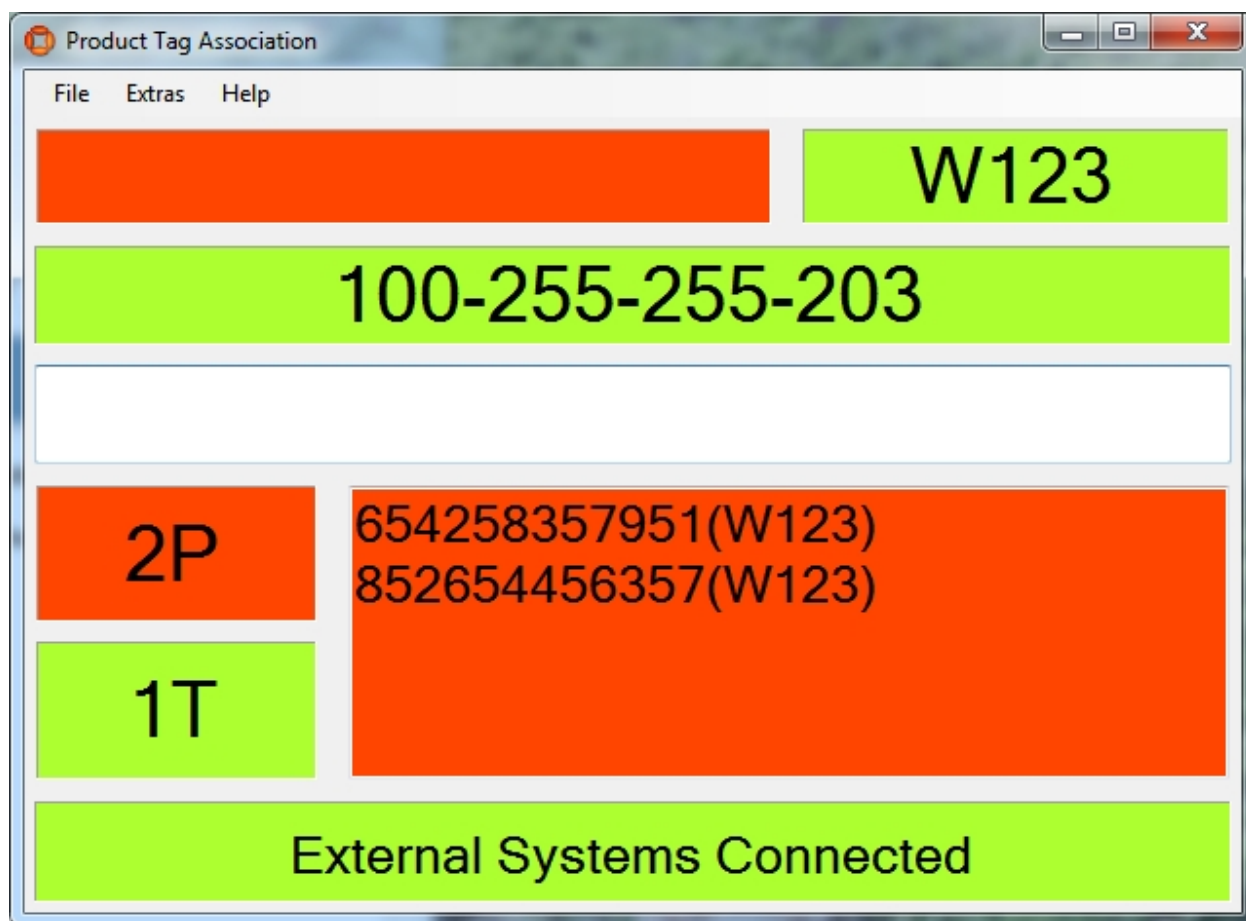 Product Tag Association
File Extras Help
W123
100-255-255-203
2P
654258357951(W123)
852654456357(W123)
1T
External Systems Connected